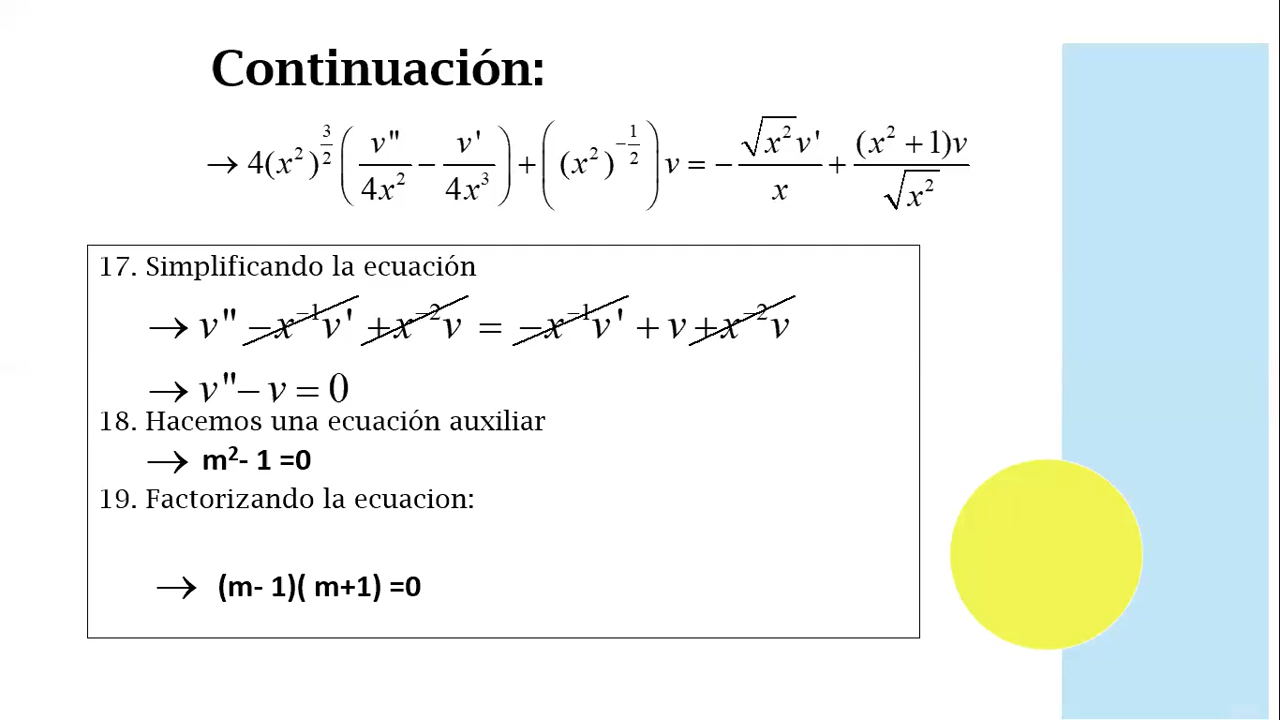 Continuación:
→ 4(x²)^{3/2} (v''/4x² − v'/4x³) + ((x²)^{-1/2}) v = − √x² v'/x + (x² + 1)v/√x²
17. Simplificando la ecuación
→ v'' − x⁻¹v' + x⁻²v = − x⁻¹v' + v + x⁻²v
→ v''− v = 0
18. Hacemos una ecuación auxiliar
→ m²- 1 =0
19. Factorizando la ecuacion:
→ (m- 1)( m+1) =0